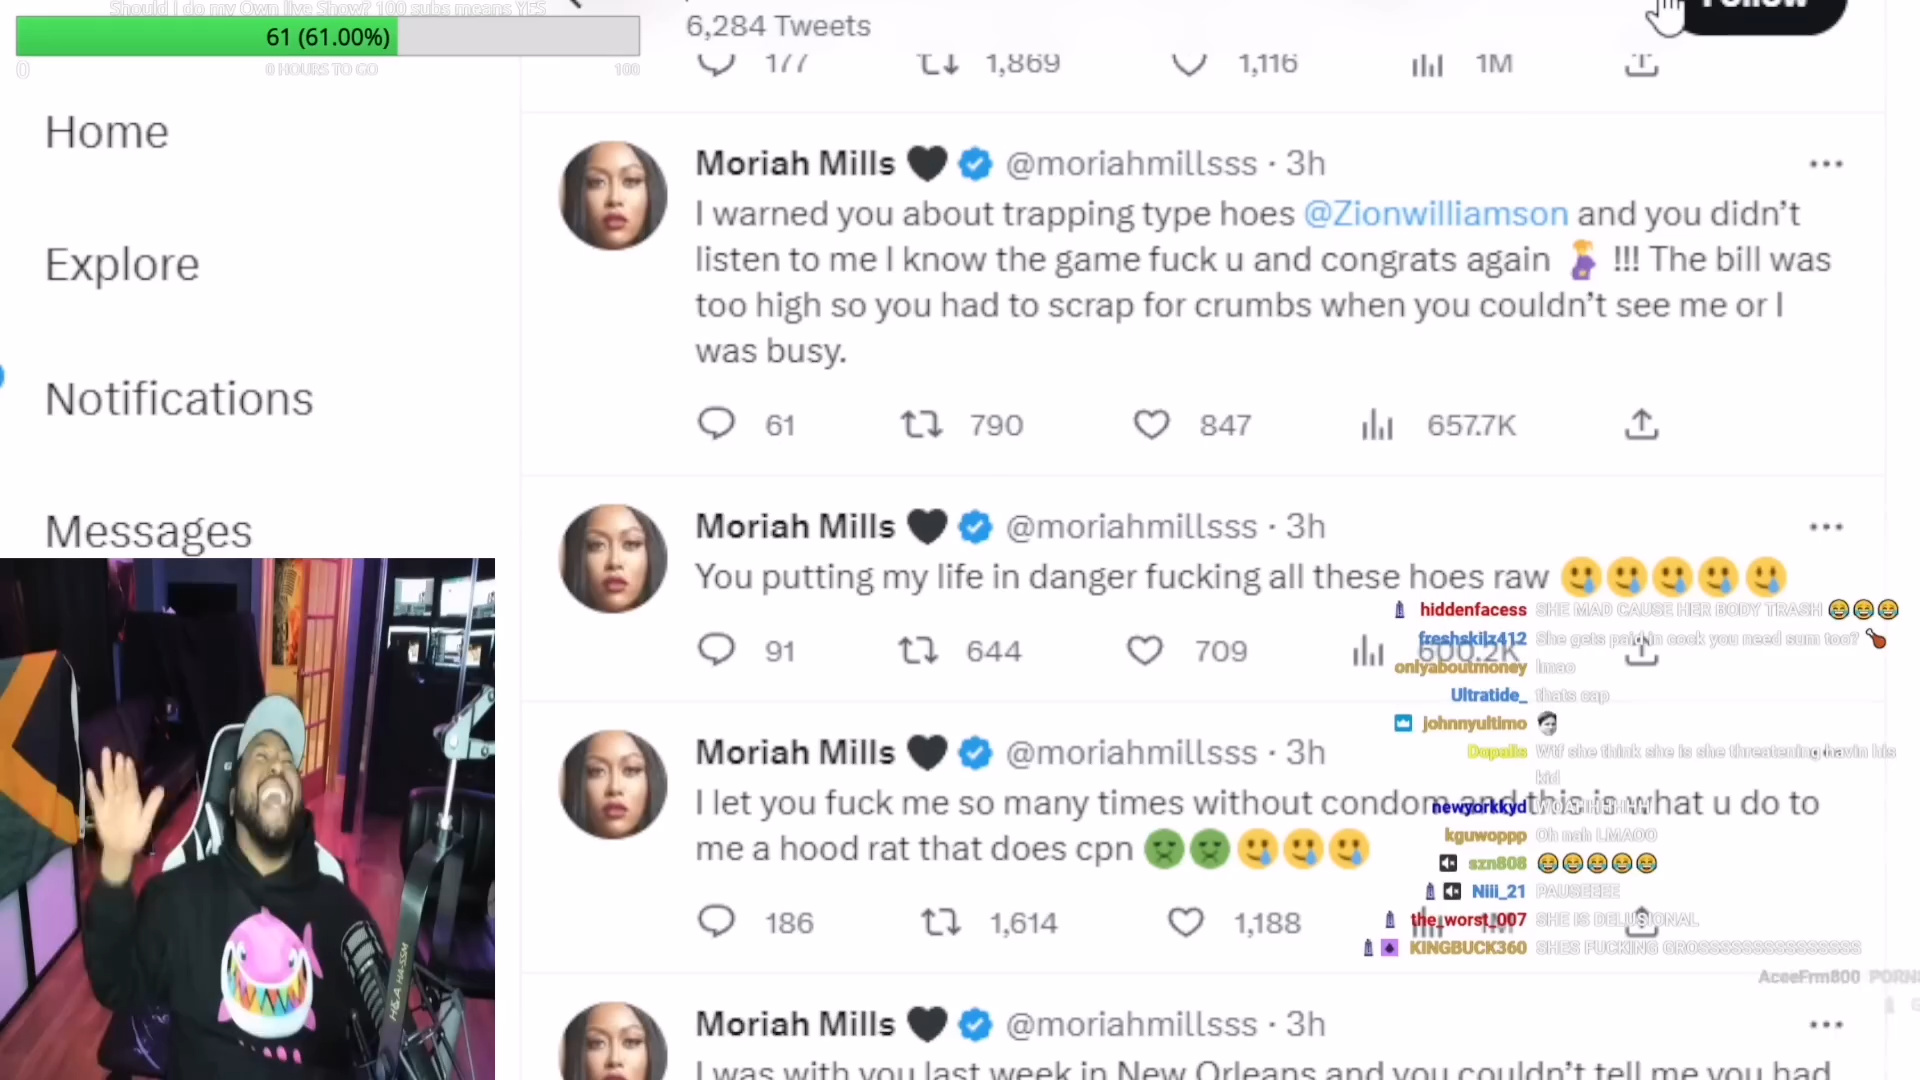 Should I do my Own live Show? 100 subs means YES
61 (61.00%)
0
0 HOURS TO GO
100
Home
Explore
Notifications
Messages
6,284 Tweets
Follow
177 1,869 1,116 1M
Moriah Mills @moriahmillsss · 3h
I warned you about trapping type hoes @Zionwilliamson and you didn't
listen to me I know the game fuck u and congrats again !!! The bill was
too high so you had to scrap for crumbs when you couldn't see me or I
was busy.
61 790 847 657.7K
Moriah Mills @moriahmillsss · 3h
You putting my life in danger fucking all these hoes raw
91 644 709 600.2K
Moriah Mills @moriahmillsss · 3h
I let you fuck me so many times without condom and this is what u do to
me a hood rat that does cpn
186 1,614 1,188 1M
Moriah Mills @moriahmillsss · 3h
I was with you last week in New Orleans and you couldn't tell me you had
hiddenfacess SHE MAD CAUSE HER BODY TRASH
freshskilz412 She gets paid in cock you need sum too?
onlyaboutmoney lmao
Ultratide_ thats cap
johnnyultimo
Dopulls Wtf she think she is she threatening havin his
kid
newyorkkyd WOAHHHHHH
kguwoppp Oh nah LMAOO
szn808
Niii_21 PAUSEEEE
the_worst_007 SHE IS DELUSIONAL
KINGBUCK360 SHES FUCKING GROSSSSSSSSSSSSSSSS
AceeFrm800
H&A HA-SSM